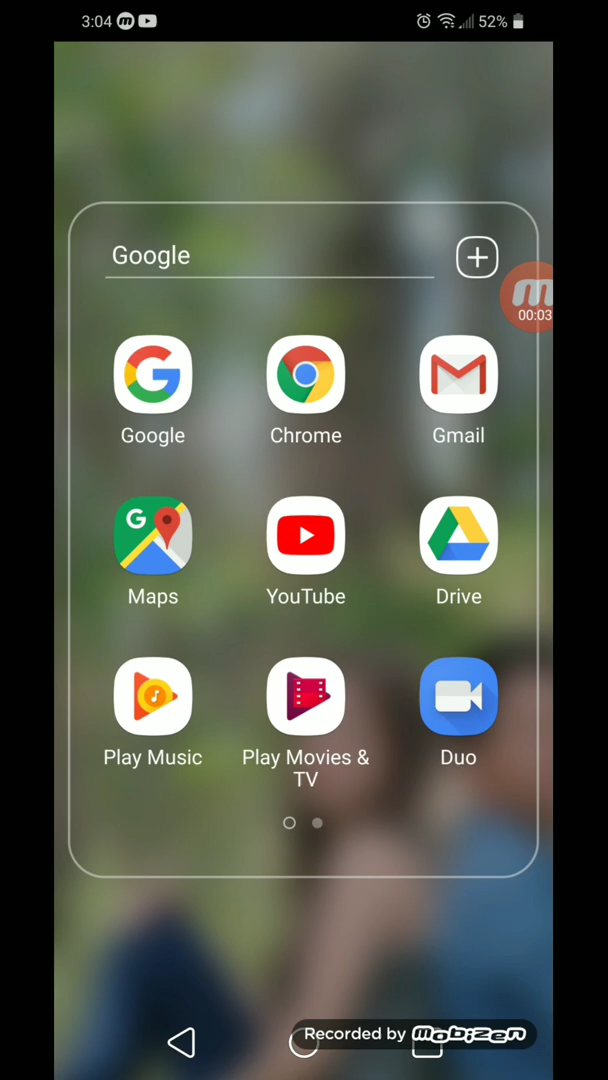 3:04 m 52%
Google
m
00:03
G
Google Chrome Gmail
G
Maps YouTube Drive
Play Music Play Movies & Duo
TV
Recorded by mobizen